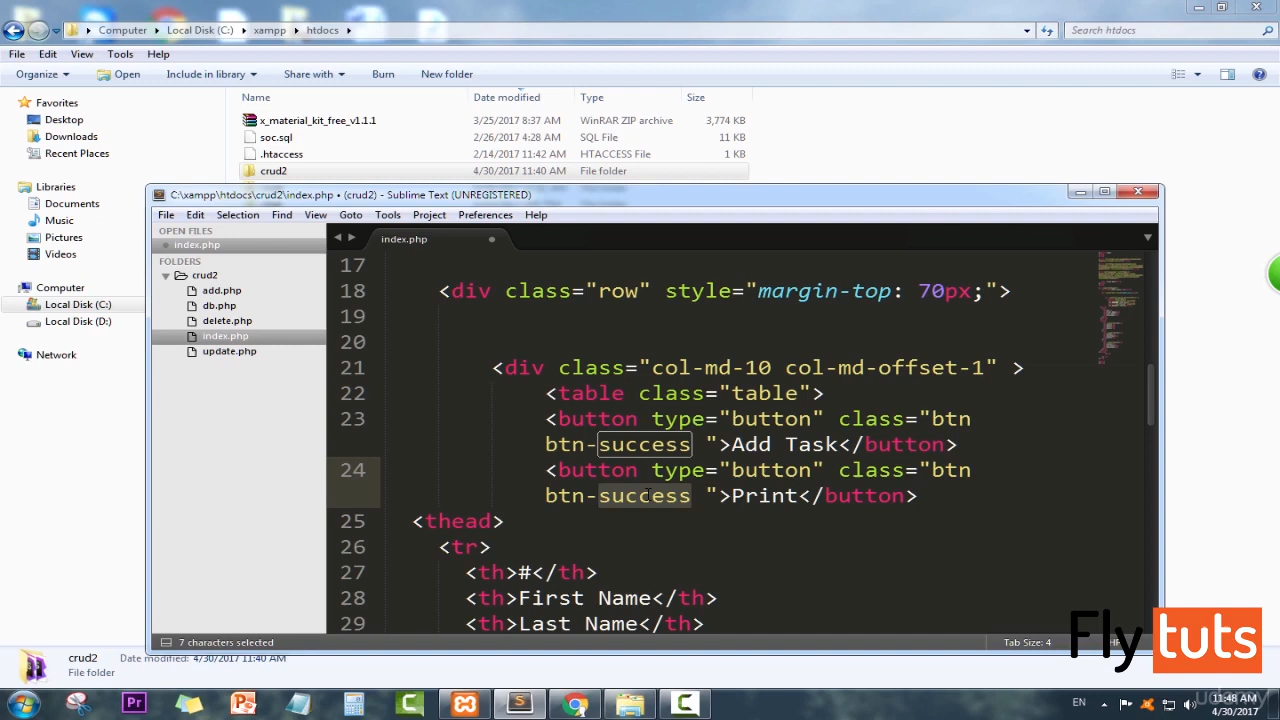 Computer Local Disk (C:) xampp htdocs
Search htdocs
File Edit View Tools Help
Organize Open Include in library Share with Burn New folder
Favorites
Desktop
Downloads
Recent Places
Libraries
Documents
Music
Pictures
Videos
Computer
Local Disk (C:)
Local Disk (D:)
Network
Name Date modified Type Size
x_material_kit_free_v1.1.1 3/25/2017 8:37 AM WinRAR ZIP archive 3,774 KB
soc.sql 2/26/2017 4:28 AM SQL File 11 KB
.htaccess 2/14/2017 11:42 AM HTACCESS File 1 KB
crud2 4/30/2017 11:40 AM File folder
C:\xampp\htdocs\crud2\index.php • (crud2) - Sublime Text (UNREGISTERED)
File Edit Selection Find View Goto Tools Project Preferences Help
OPEN FILES
index.php
FOLDERS
crud2
add.php
db.php
delete.php
index.php
update.php
index.php
17
18 <div class="row" style="margin-top: 70px;">
19
20
21 <div class="col-md-10 col-md-offset-1" >
22 <table class="table">
23 <button type="button" class="btn
btn-success ">Add Task</button>
24 <button type="button" class="btn
btn-success ">Print</button>
25 <thead>
26 <tr>
27 <th>#</th>
28 <th>First Name</th>
29 <th>Last Name</th>
7 characters selected
Tab Size: 4
Fly tuts
crud2 Date modified: 4/30/2017 11:40 AM
File folder
Pr
EN
11:48 AM
4/30/2017